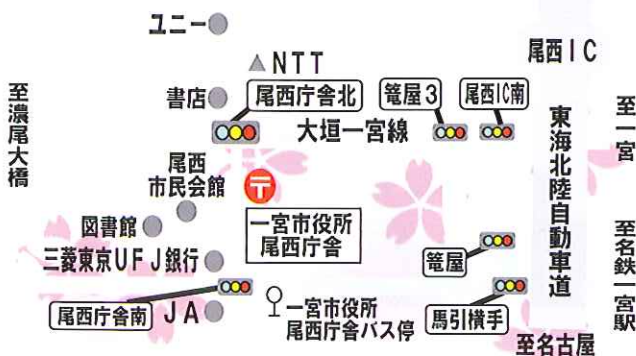 ユニー
NTT
尾西IC
書店
尾西庁舎北
篭屋3
尾西IC南
至濃尾大橋
大垣一宮線
東海北陸自動車道
至一宮
尾西
市民会館
〒
図書館
一宮市役所
尾西庁舎
至名鉄一宮駅
三菱東京UFJ銀行
篭屋
尾西庁舎南
JA
一宮市役所
尾西庁舎バス停
馬引横手
至名古屋